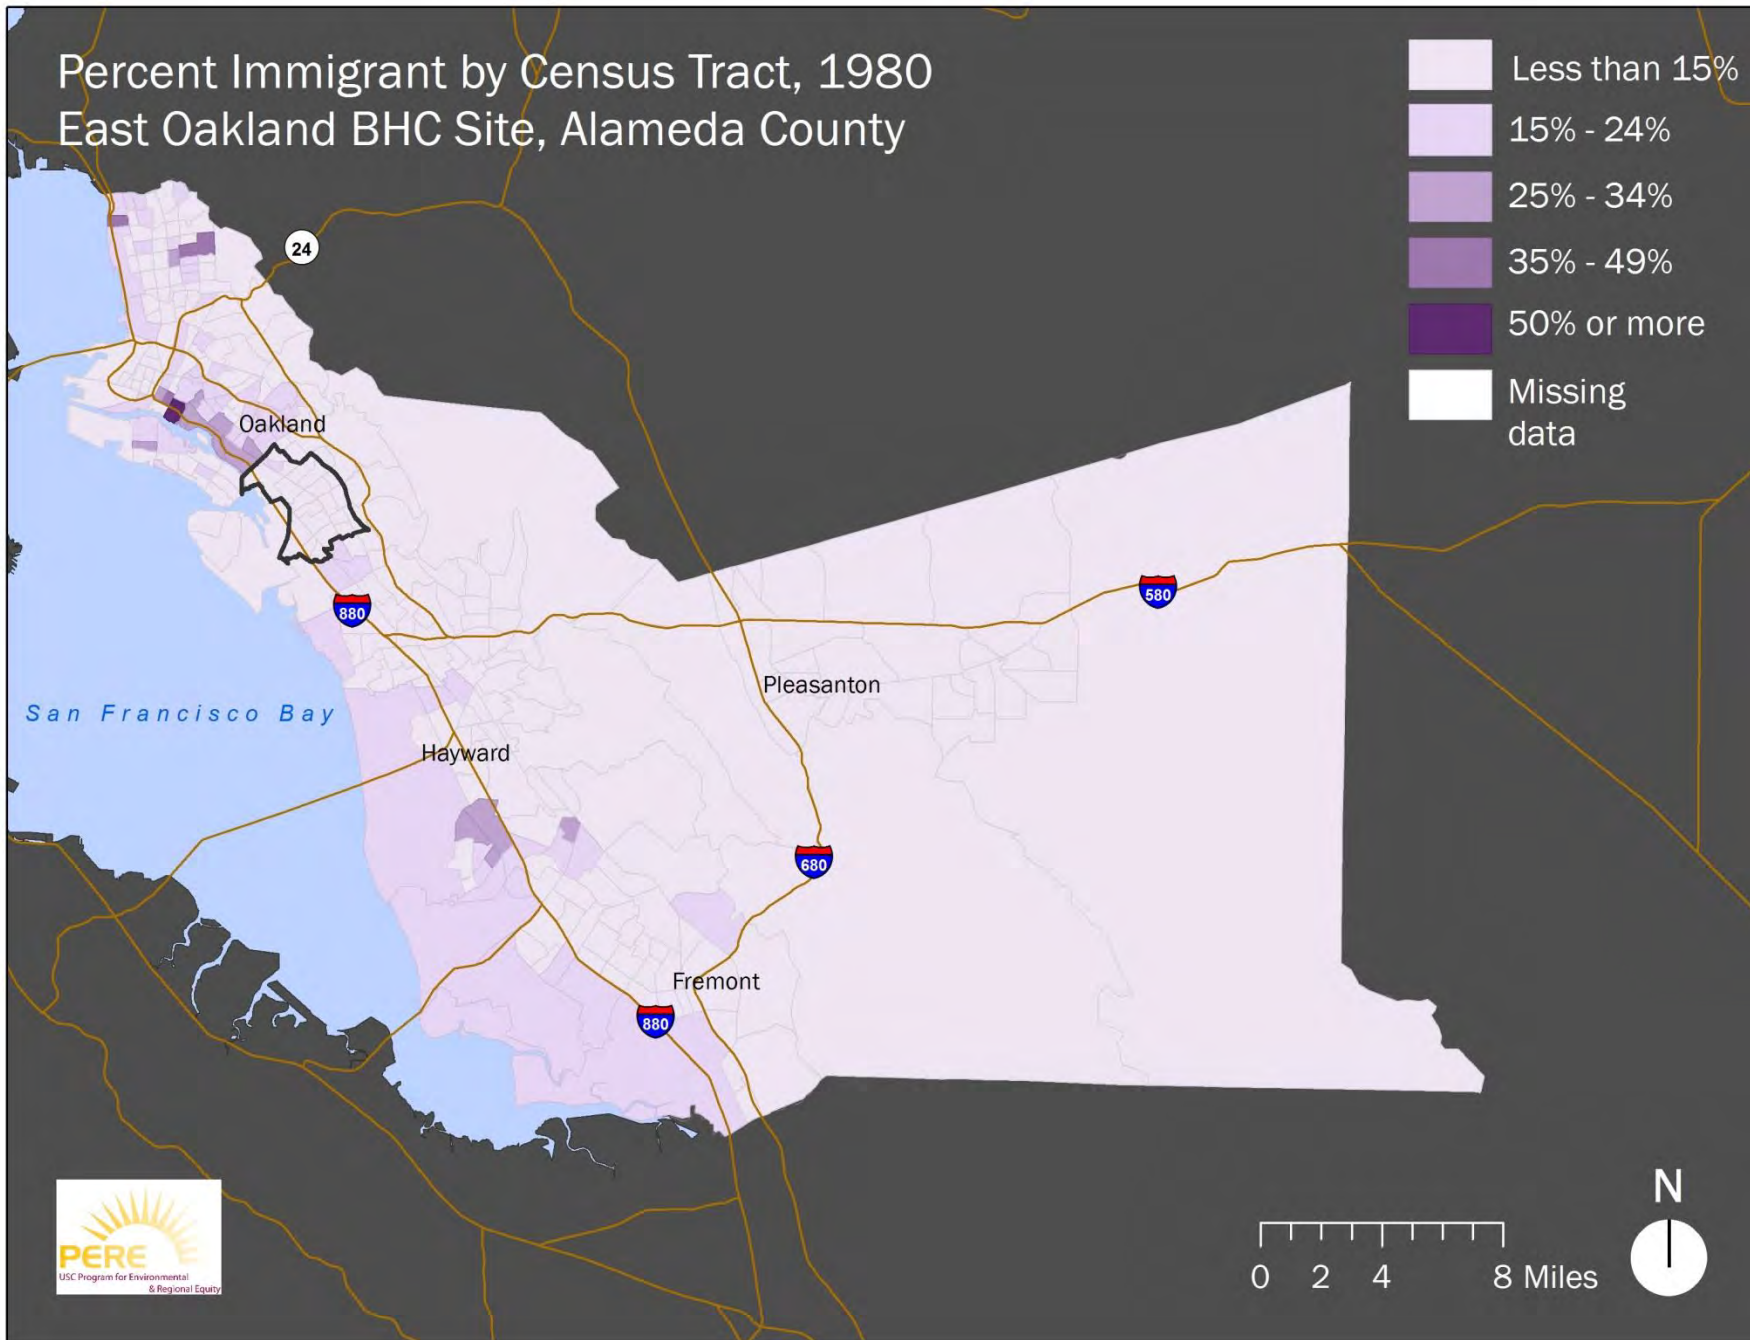 Percent Immigrant by Census Tract, 1980
East Oakland BHC Site, Alameda County
Less than 15%
15% - 24%
25% - 34%
35% - 49%
50% or more
Missing
data
24
Oakland
880
580
Pleasanton
San Francisco Bay
Hayward
680
Fremont
880
PERE
USC Program for Environmental
& Regional Equity
N
0 2 4 8 Miles